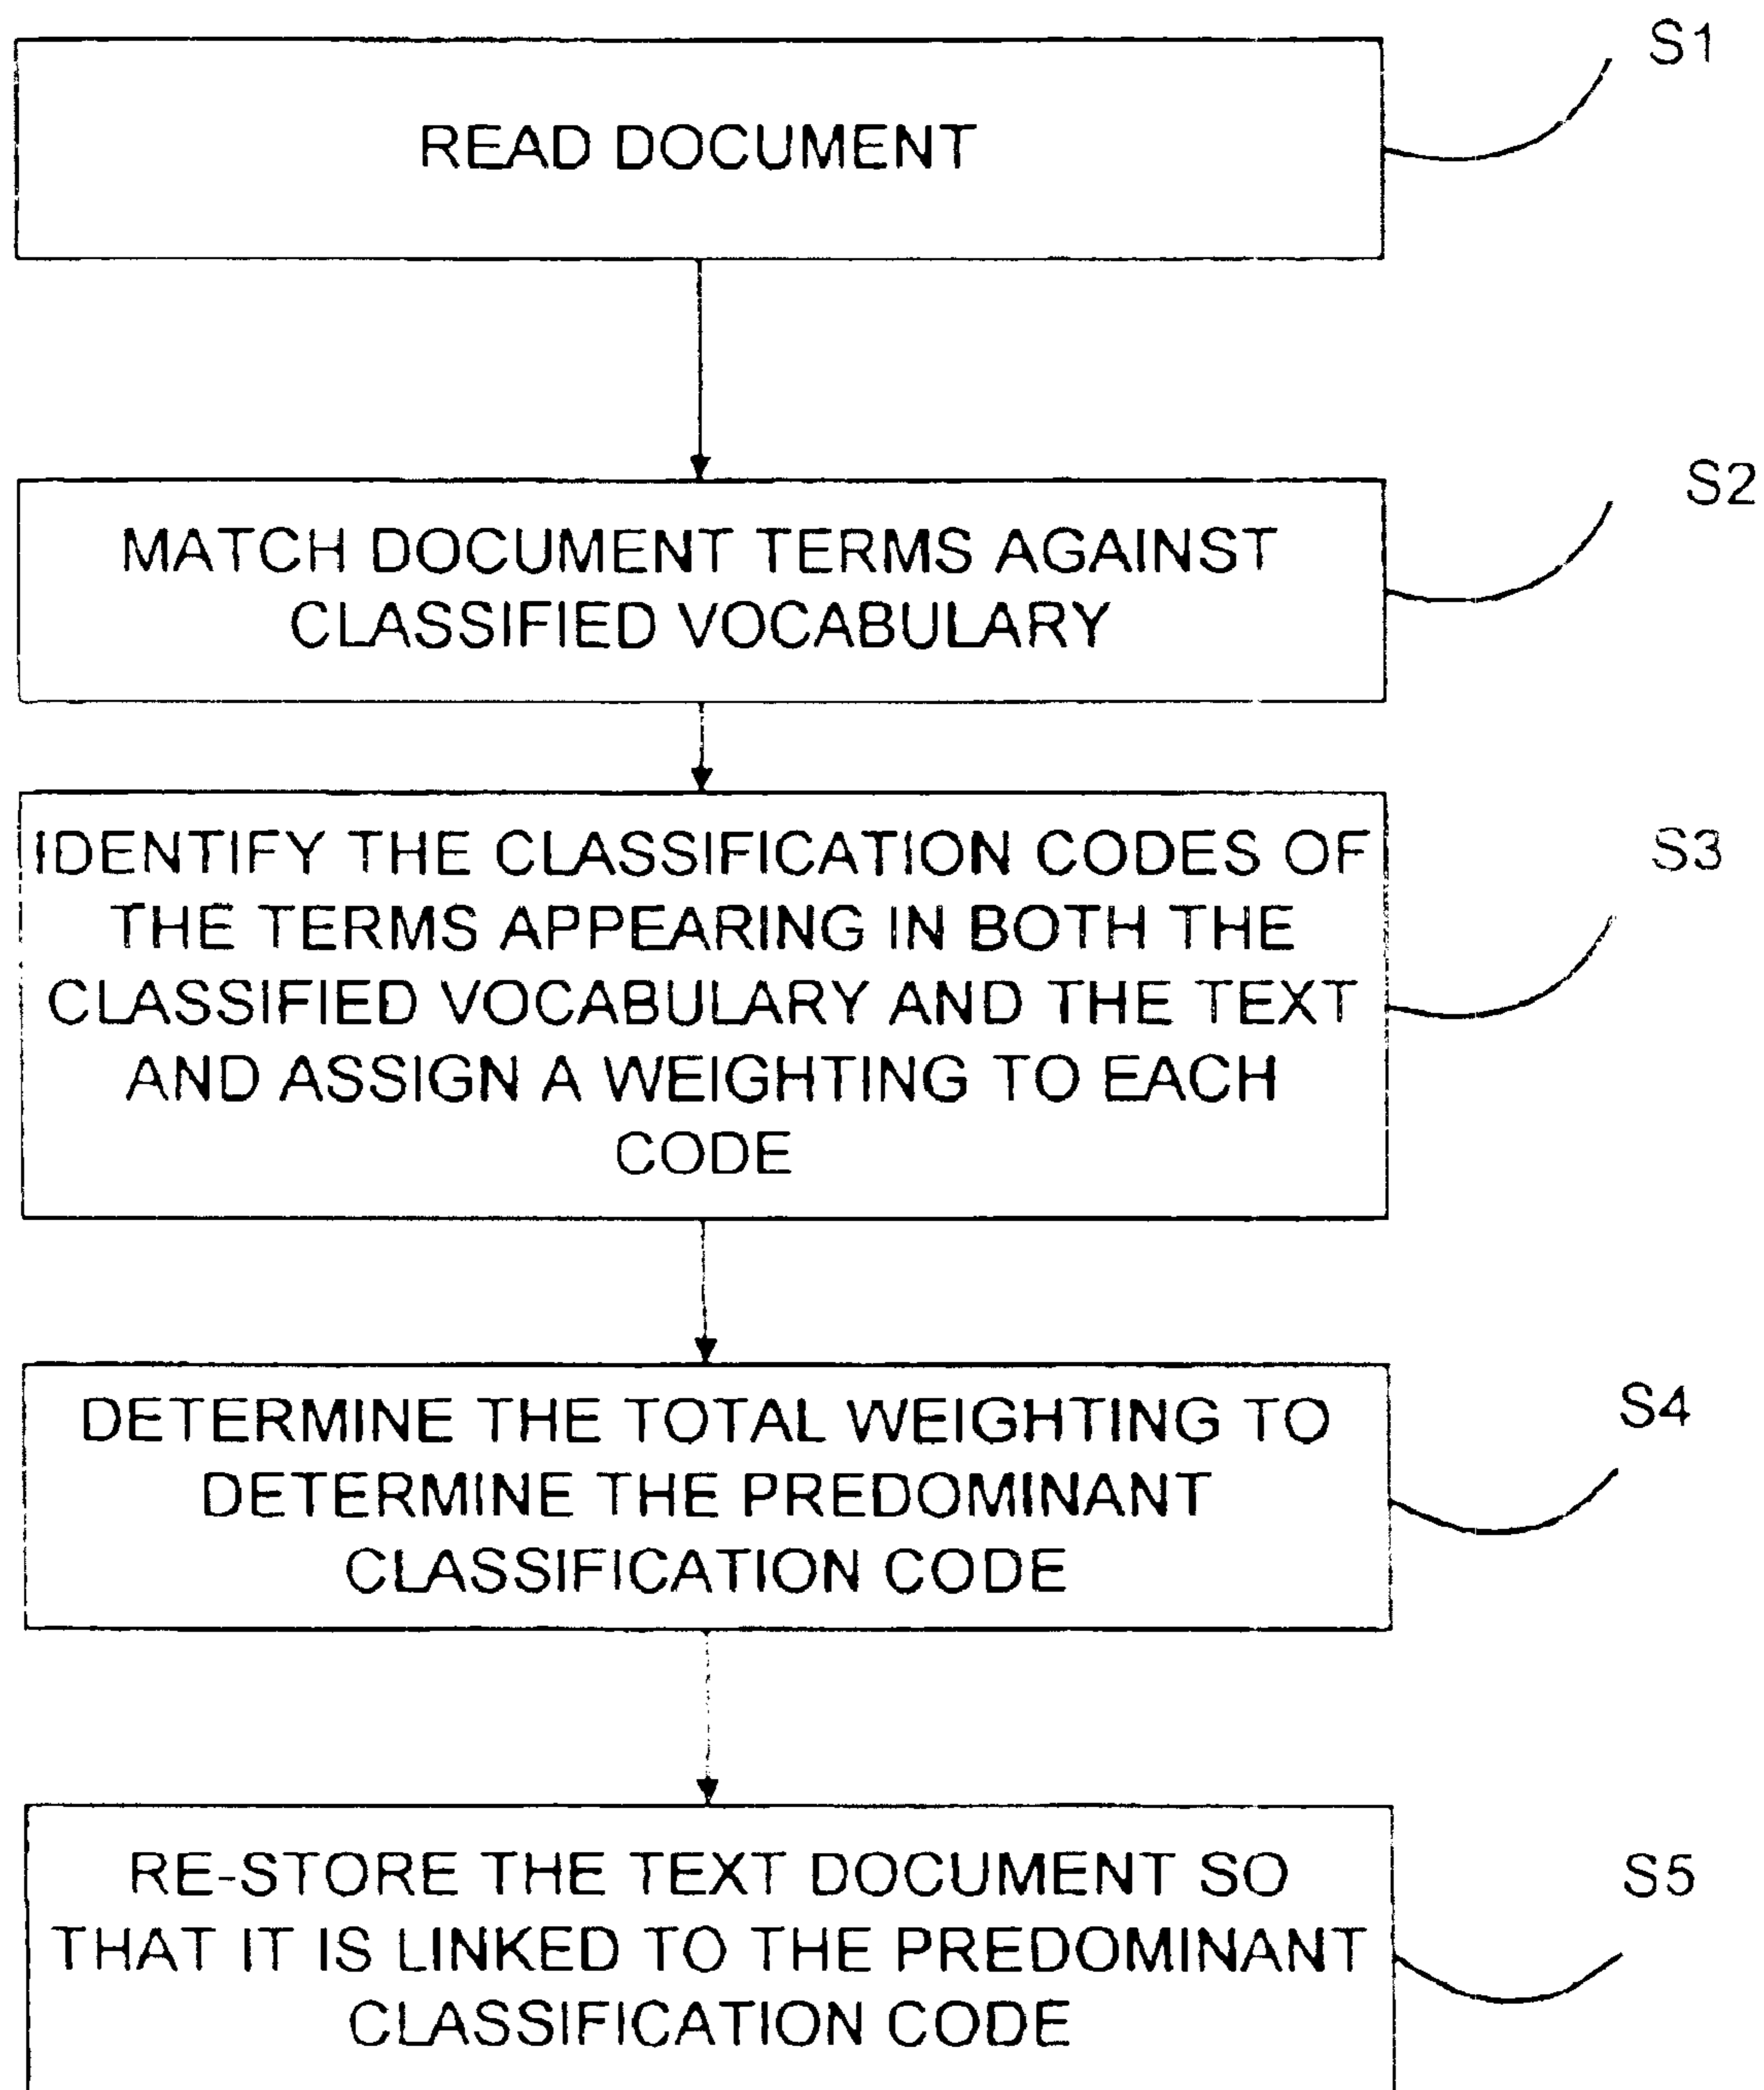 S1
READ DOCUMENT
S2
MATCH DOCUMENT TERMS AGAINST
CLASSIFIED VOCABULARY
IDENTIFY THE CLASSIFICATION CODES OF
S3
THE TERMS APPEARING IN BOTH THE
CLASSIFIED VOCABULARY AND THE TEXT
AND ASSIGN A WEIGHTING TO EACH
CODE
S4
DETERMINE THE TOTAL WEIGHTING TO
DETERMINE THE PREDOMINANT
CLASSIFICATION CODE
RE-STORE THE TEXT DOCUMENT SO
S5
THAT IT IS LINKED TO THE PREDOMINANT
CLASSIFICATION CODE